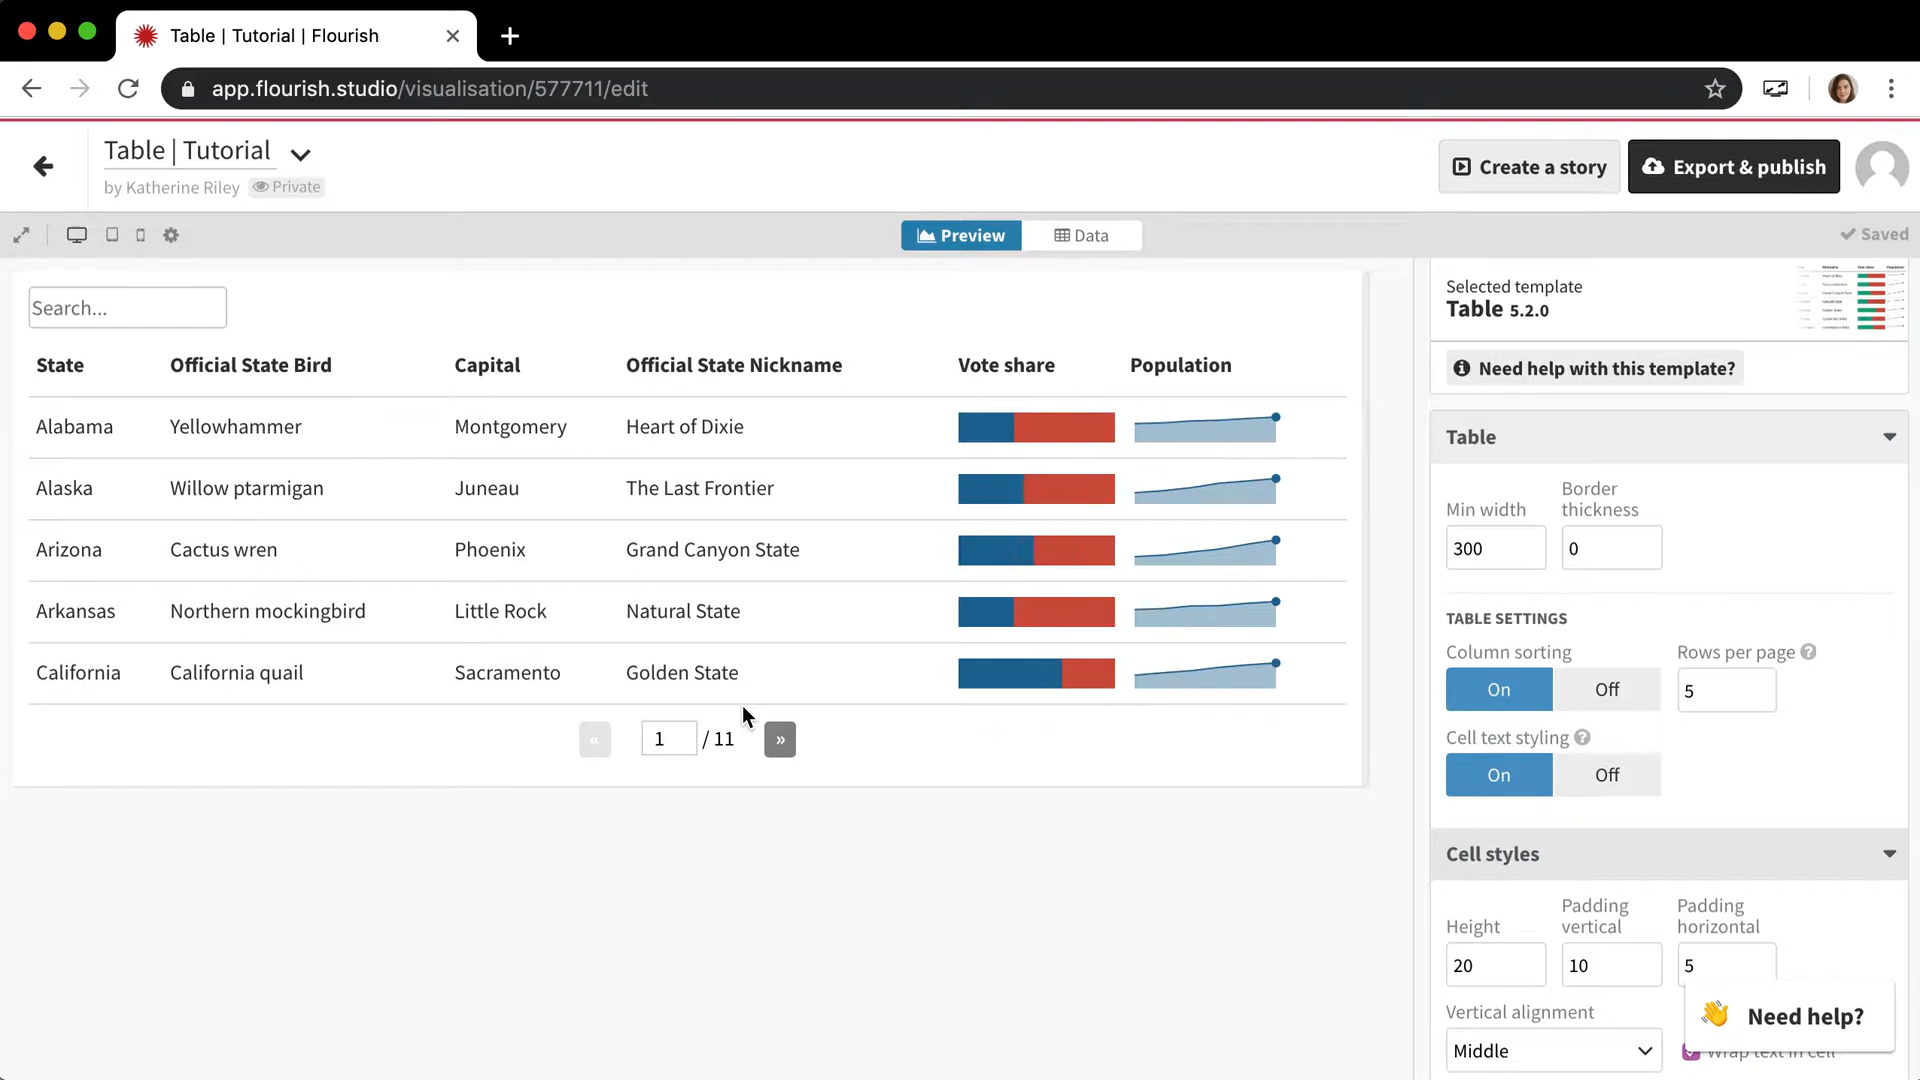 Table | Tutorial | Flourish
app.flourish.studio/visualisation/577711/edit
Table | Tutorial
by Katherine Riley Private
Create a story
Export & publish
Preview
Data
Saved
Search...
State Official State Bird Capital Official State Nickname Vote share Population
Alabama Yellowhammer Montgomery Heart of Dixie
Alaska Willow ptarmigan Juneau The Last Frontier
Arizona Cactus wren Phoenix Grand Canyon State
Arkansas Northern mockingbird Little Rock Natural State
California California quail Sacramento Golden State
« 1 / 11 »
Selected template
Table 5.2.0
Need help with this template?
Table
Min width Border thickness
300 0
TABLE SETTINGS
Column sorting Rows per page
On Off 5
Cell text styling
On Off
Cell styles
Height Padding vertical Padding horizontal
20 10 5
Vertical alignment
Middle Wrap text in cell
Need help?